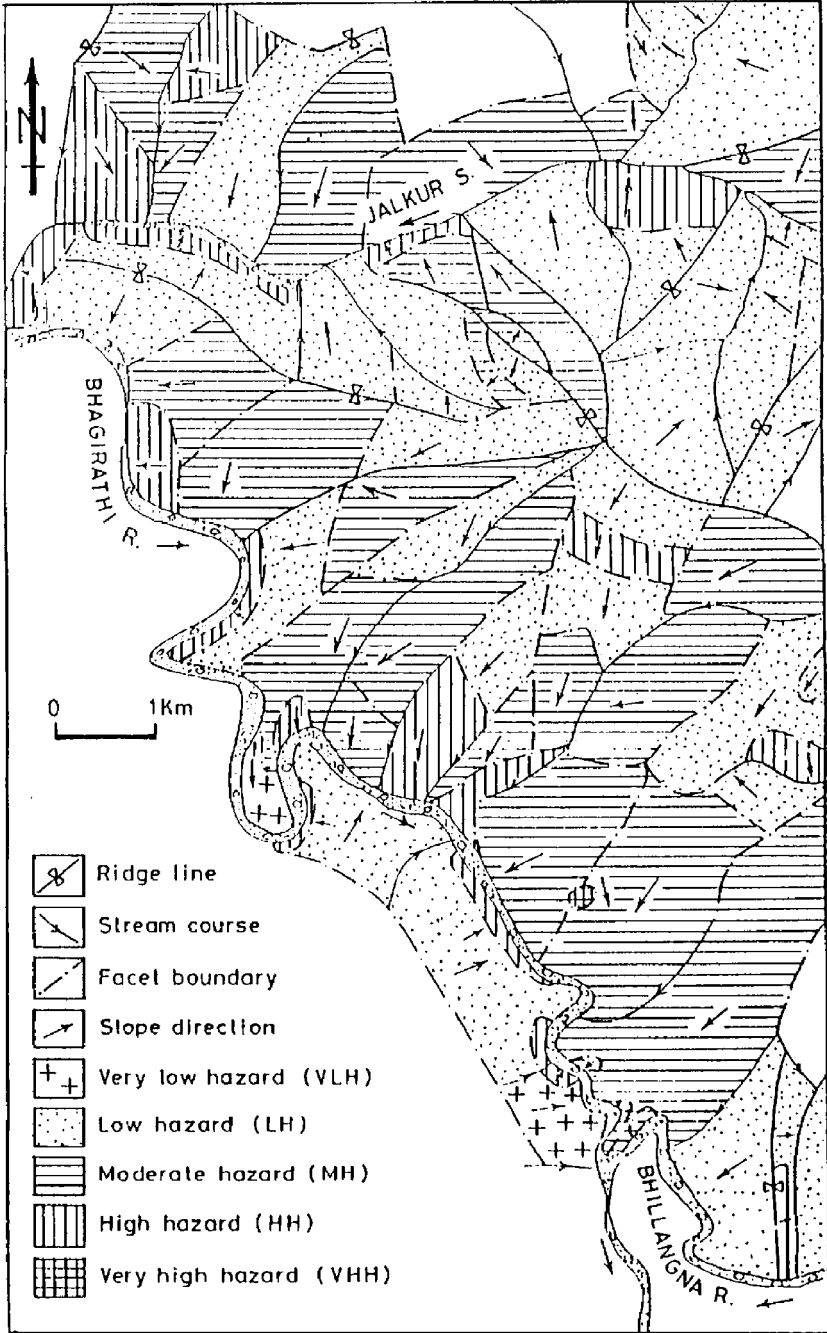 N
JALKUR S.
BHAGIRATHI R.
0 1Km
Ridge line
Stream course
Facet boundary
Slope direction
Very low hazard (VLH)
Low hazard (LH)
Moderate hazard (MH)
High hazard (HH)
Very high hazard (VHH)
BHILLANGNA R.